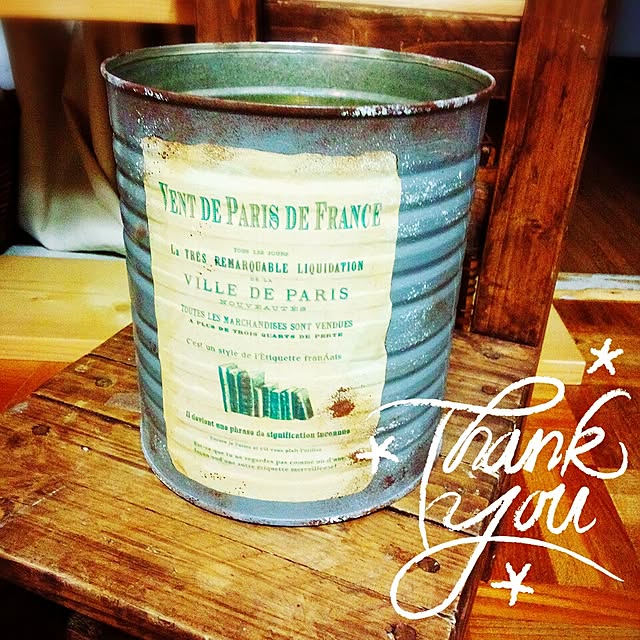 VENT DE PARIS DE FRANCE
TOUS LES JOURS
La TRÈS REMARQUABLE LIQUIDATION
DE LA
VILLE DE PARIS
NOUVEAUTES
TOUTES LES MARCHANDISES SONT VENDUES
A PLUS DE TROIS QUARTS DE PERTE
C'est un style de l'Étiquette franÁais
Il devient une phrase de signification inconnue
Thank
You